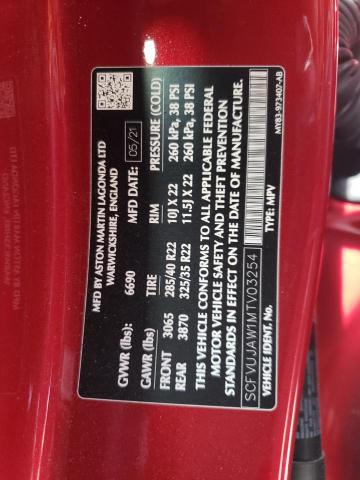 MFD BY ASTON MARTIN LAGONDA LTD
WARWICKSHIRE, ENGLAND
GVWR (lbs): 6690 MFD DATE: 05/21
GAWR (lbs): TIRE RIM PRESSURE (COLD)
FRONT 3065 285/40 R22 10J X 22 260 kPa, 38 PSI
REAR 3870 325/35 R22 11.5J X 22 260 kPa, 38 PSI
THIS VEHICLE CONFORMS TO ALL APPLICABLE FEDERAL
MOTOR VEHICLE SAFETY AND THEFT PREVENTION
STANDARDS IN EFFECT ON THE DATE OF MANUFACTURE
SCFVUJAW1MTV03254
VEHICLE IDENT. No. TYPE: MPV
MY83-973407-AB